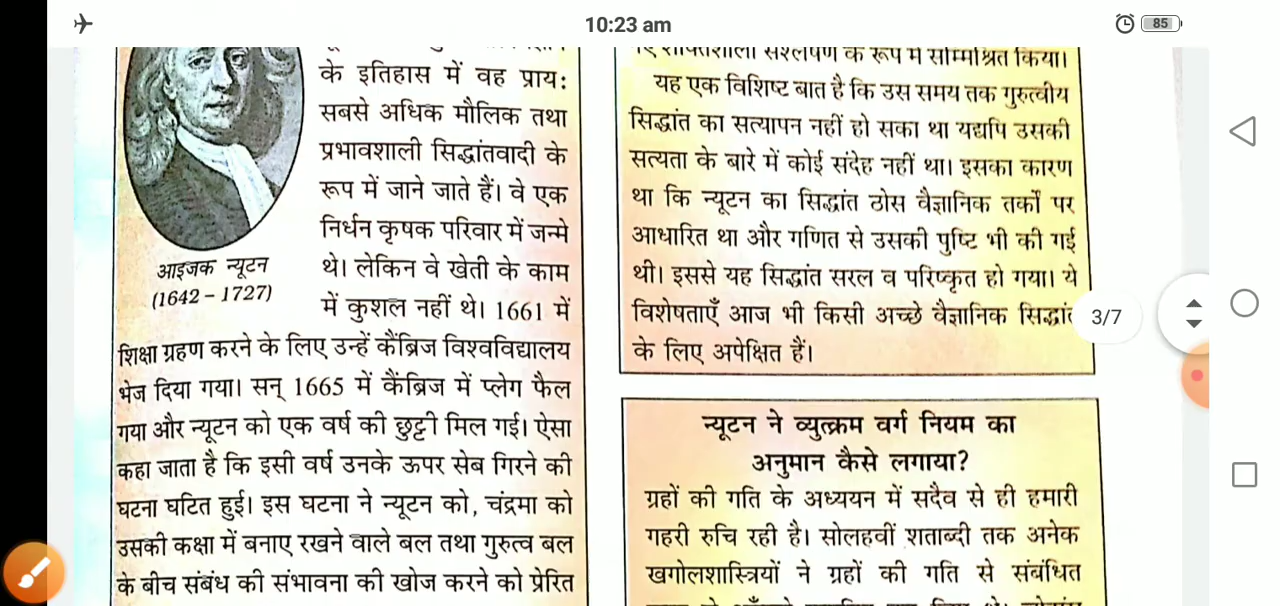 10:23 am
85
के इतिहास में वह प्राय:
सबसे अधिक मौलिक तथा
प्रभावशाली सिद्धांतवादी के
रूप में जाने जाते हैं। वे एक
निर्धन कृषक परिवार में जन्मे
थे। लेकिन वे खेती के काम
में कुशल नहीं थे। 1661 में
आइजक न्यूटन
(1642 – 1727)
शिक्षा ग्रहण करने के लिए उन्हें कैंब्रिज विश्वविद्यालय
भेज दिया गया। सन् 1665 में कैंब्रिज में प्लेग फैल
गया और न्यूटन को एक वर्ष की छुट्टी मिल गई। ऐसा
कहा जाता है कि इसी वर्ष उनके ऊपर सेब गिरने की
घटना घटित हुई। इस घटना ने न्यूटन को, चंद्रमा को
उसकी कक्षा में बनाए रखने वाले बल तथा गुरुत्व बल
के बीच संबंध की संभावना की खोज करने को प्रेरित
शक्तिशाली संश्लेषण के रूप में सम्मिश्रित किया।
यह एक विशिष्ट बात है कि उस समय तक गुरुत्वीय
सिद्धांत का सत्यापन नहीं हो सका था यद्यपि उसकी
सत्यता के बारे में कोई संदेह नहीं था। इसका कारण
था कि न्यूटन का सिद्धांत ठोस वैज्ञानिक तर्कों पर
आधारित था और गणित से उसकी पुष्टि भी की गई
थी। इससे यह सिद्धांत सरल व परिष्कृत हो गया। ये
विशेषताएँ आज भी किसी अच्छे वैज्ञानिक सिद्धांत
के लिए अपेक्षित हैं।
3/7
न्यूटन ने व्युत्क्रम वर्ग नियम का
अनुमान कैसे लगाया?
ग्रहों की गति के अध्ययन में सदैव से ही हमारी
गहरी रुचि रही है। सोलहवीं शताब्दी तक अनेक
खगोलशास्त्रियों ने ग्रहों की गति से संबंधित